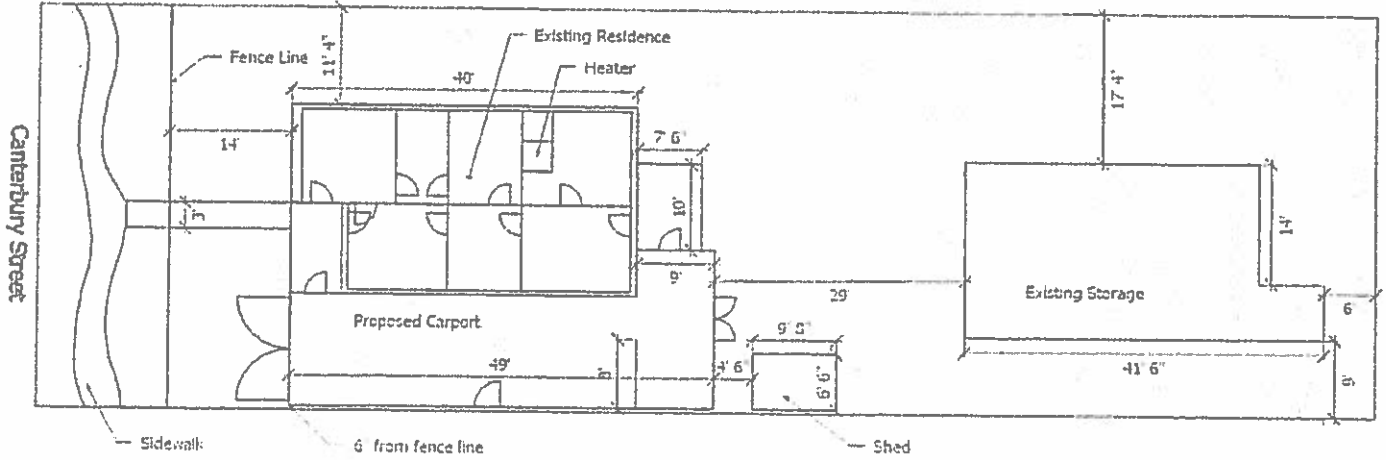 Canterbury Street
Fence Line
11' 4"
Existing Residence
Heater
40'
14'
3'
7' 6"
10'
9'
17' 4"
14'
29'
Existing Storage
6'
41' 6"
9'
Proposed Carport
49'
8'
4' 6"
6' 6"
Sidewalk
6" from fence line
Shed